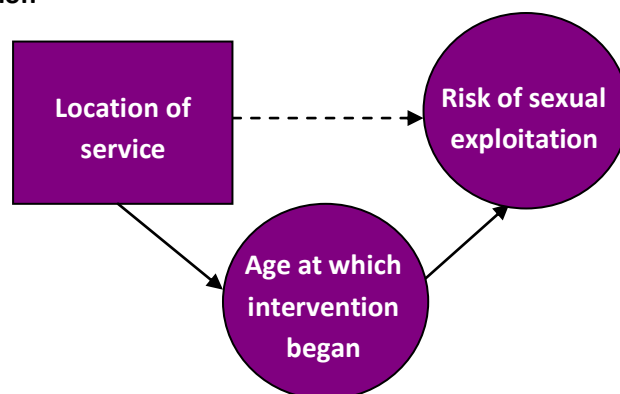 Location of
service
Risk of sexual
exploitation
Age at which
intervention
began